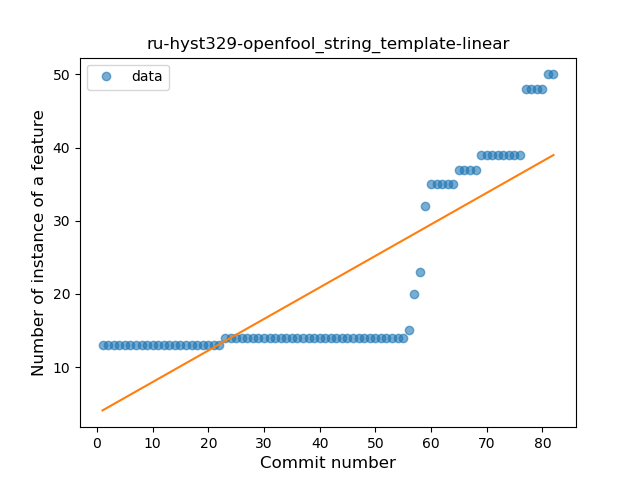 ru-hyst329-openfool_string_template-linear
data
Number of instance of a feature
50
40
30
20
10
0 10 20 30 40 50 60 70 80
Commit number